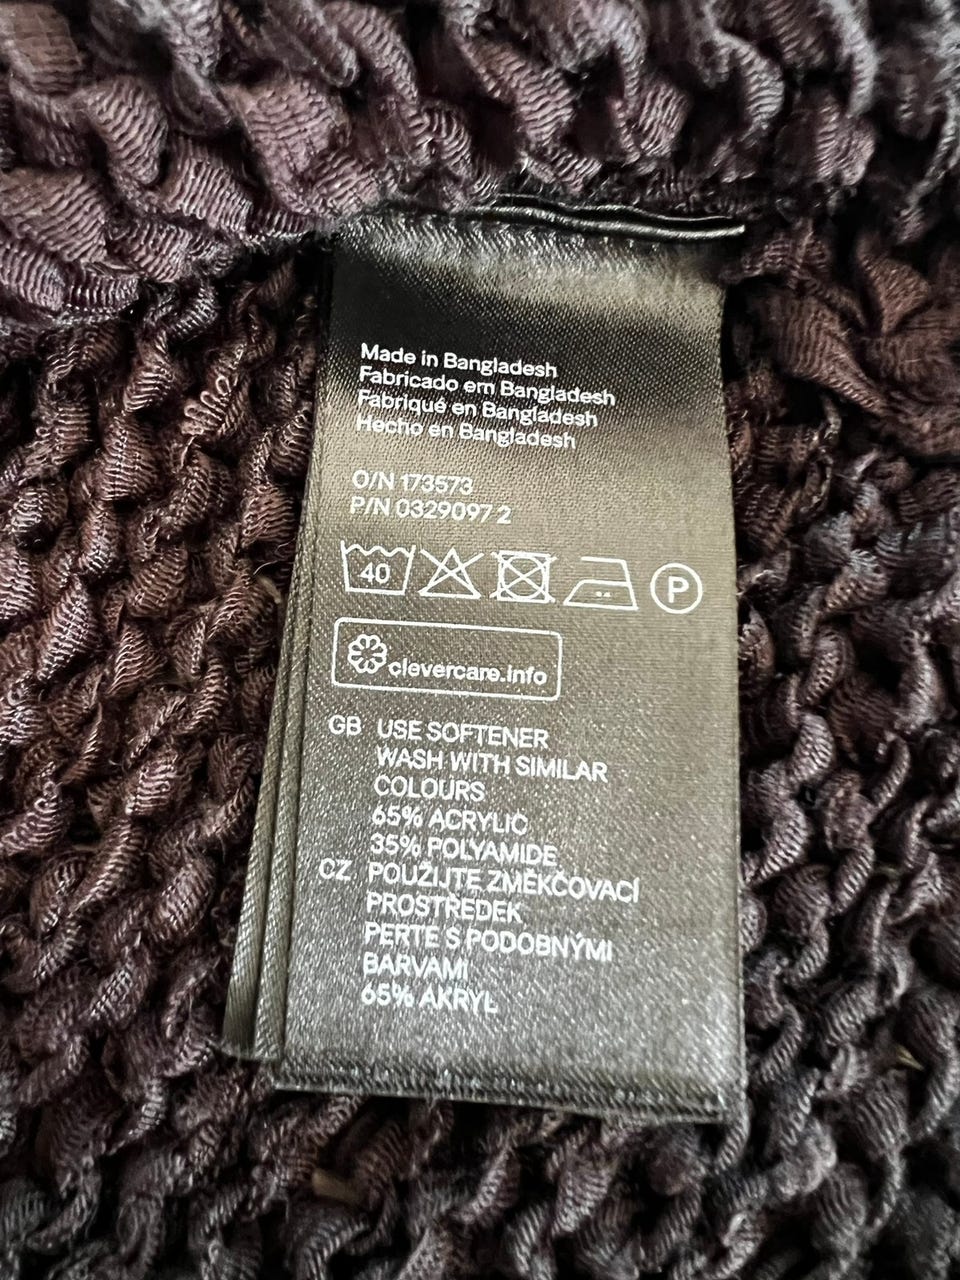 Made in Bangladesh
Fabricado em Bangladesh
Fabriqué en Bangladesh
Hecho en Bangladesh
O/N 173573
P/N 0329097 2
40 P
clevercare.info
GB USE SOFTENER
WASH WITH SIMILAR
COLOURS
65% ACRYLIC
35% POLYAMIDE
CZ POUŽIJTE ZMĚKČOVACÍ
PROSTŘEDEK
PERTE S PODOBNÝMI
BARVAMI
65% AKRYL